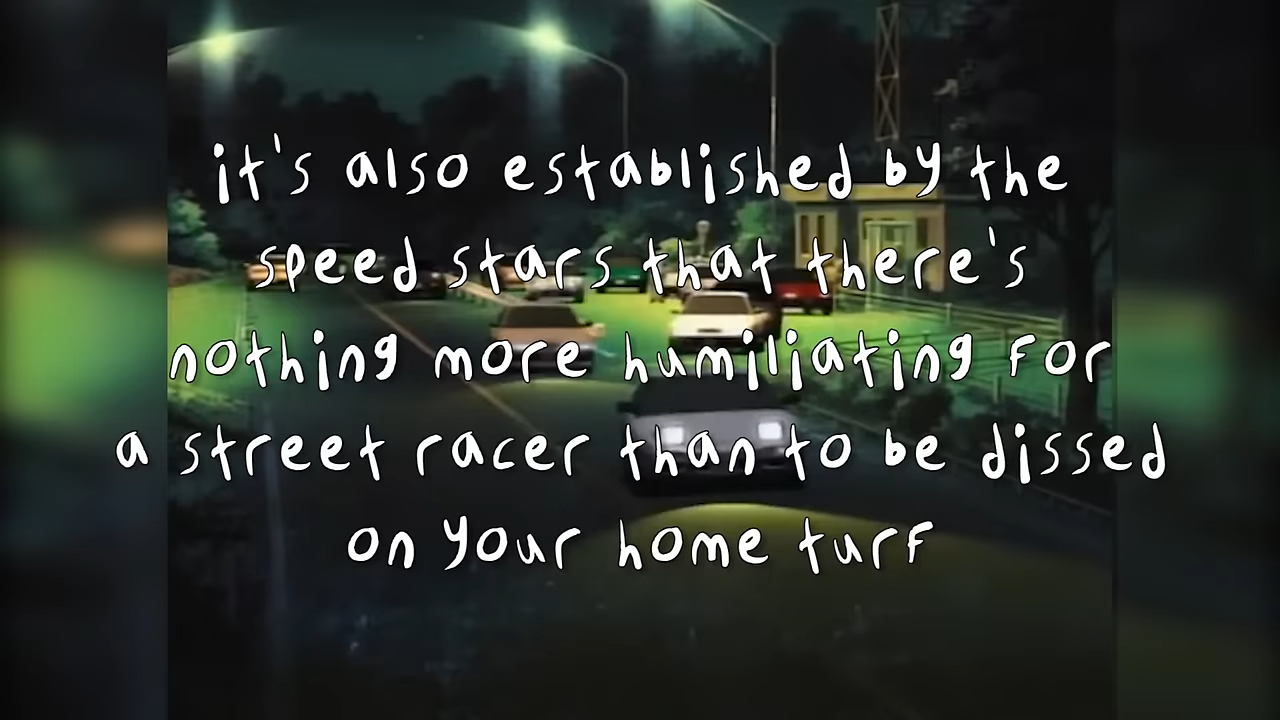 it's also established by the
speed stars that there's
nothing more humiliating for
a street racer than to be dissed
on your home turf